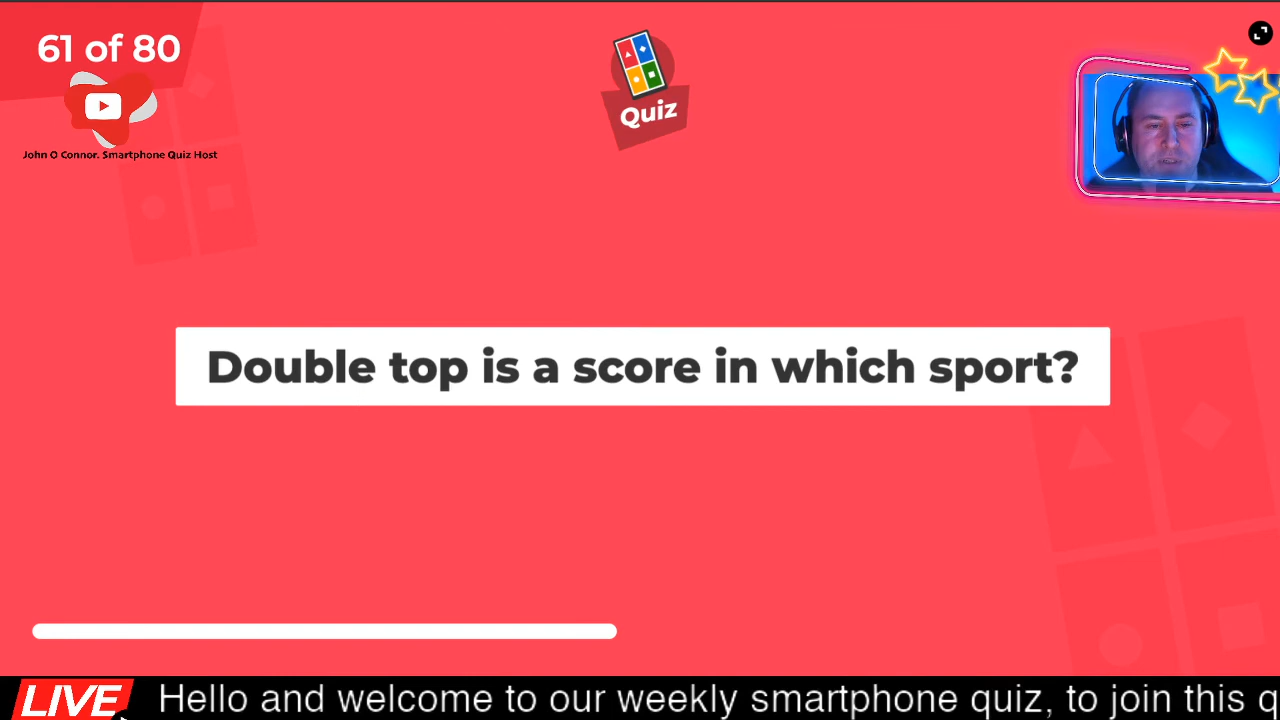 61 of 80
John O Connor. Smartphone Quiz Host
Quiz
Double top is a score in which sport?
LIVE
Hello and welcome to our weekly smartphone quiz, to join this q